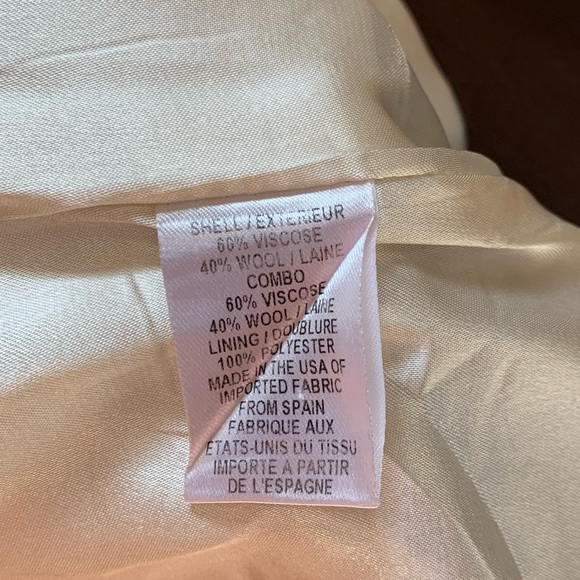 SHELL/EXTERIEUR
60% VISCOSE
40% WOOL / LAINE
COMBO
60% VISCOSE
40% WOOL / LAINE
LINING / DOUBLURE
100% POLYESTER
MADE IN THE USA OF
IMPORTED FABRIC
FROM SPAIN
FABRIQUE AUX
ETATS-UNIS DU TISSU
IMPORTE A PARTIR
DE L'ESPAGNE